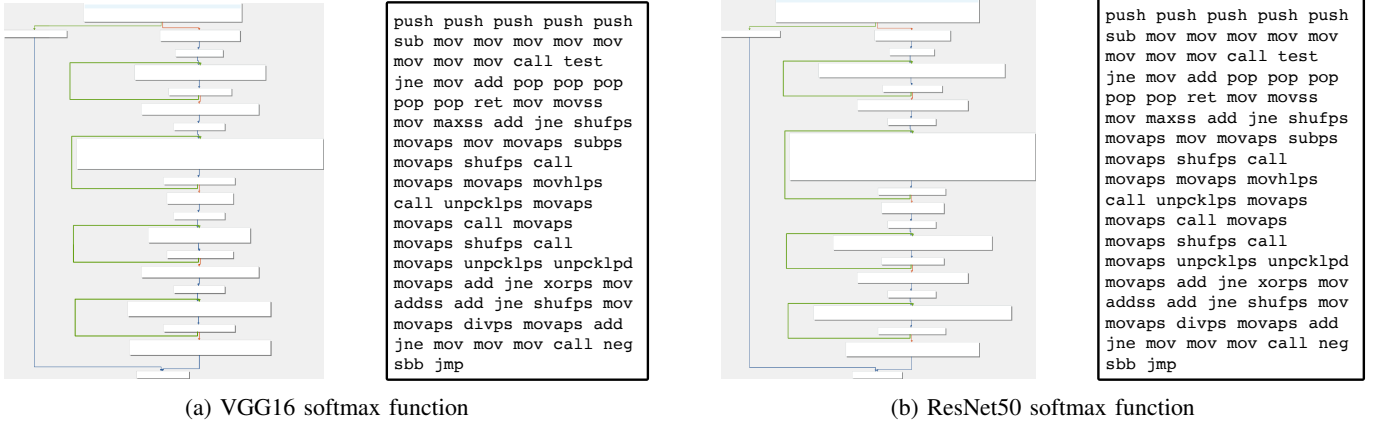 push push push push push
sub mov mov mov mov mov
mov mov mov call test
jne mov add pop pop pop
pop pop ret mov movss
mov maxss add jne shufps
movaps mov movaps subps
movaps shufps call
movaps movaps movhlps
call unpcklps movaps
movaps call movaps
movaps shufps call
movaps unpcklps unpcklpd
movaps add jne xorps mov
addss add jne shufps mov
movaps divps movaps add
jne mov mov mov call neg
sbb jmp
(a) VGG16 softmax function
push push push push push
sub mov mov mov mov mov
mov mov mov call test
jne mov add pop pop pop
pop pop ret mov movss
mov maxss add jne shufps
movaps mov movaps subps
movaps shufps call
movaps movaps movhlps
call unpcklps movaps
movaps call movaps
movaps shufps call
movaps unpcklps unpcklpd
movaps add jne xorps mov
addss add jne shufps mov
movaps divps movaps add
jne mov mov mov call neg
sbb jmp
(b) ResNet50 softmax function